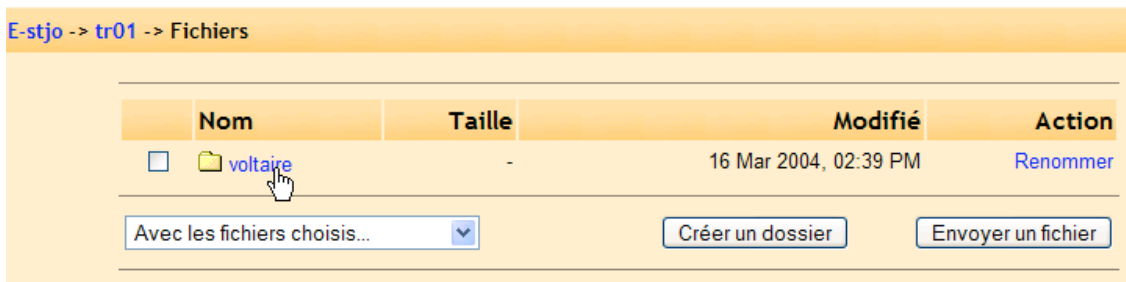 E-stjo -> tr01 -> Fichiers
Nom Taille Modifié Action
voltaire - 16 Mar 2004, 02:39 PM Renommer
Avec les fichiers choisis... Créer un dossier Envoyer un fichier